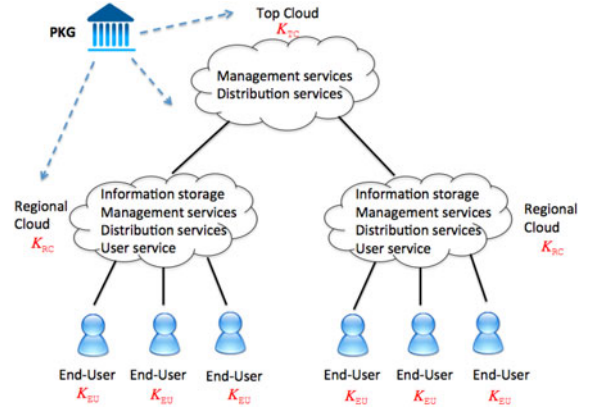 PKG
Top Cloud
K_TC
Management services
Distribution services
Regional
Cloud
K_RC
Information storage
Management services
Distribution services
User service
Information storage
Management services
Distribution services
User service
Regional
Cloud
K_RC
End-User
End-User
End-User
K_EU
K_EU
K_EU
End-User
End-User
End-User
K_EU
K_EU
K_EU